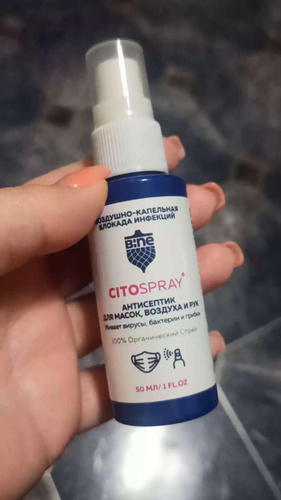 ВОЗДУШНО-КАПЕЛЬНАЯ
БЛОКАДА ИНФЕКЦИЙ
B:ne
CITOSPRAY®
АНТИСЕПТИК
ДЛЯ МАСОК, ВОЗДУХА И РУК
Убивает вирусы, бактерии и грибки
100% Органический Спрей
50 МЛ/ 1 FL.OZ